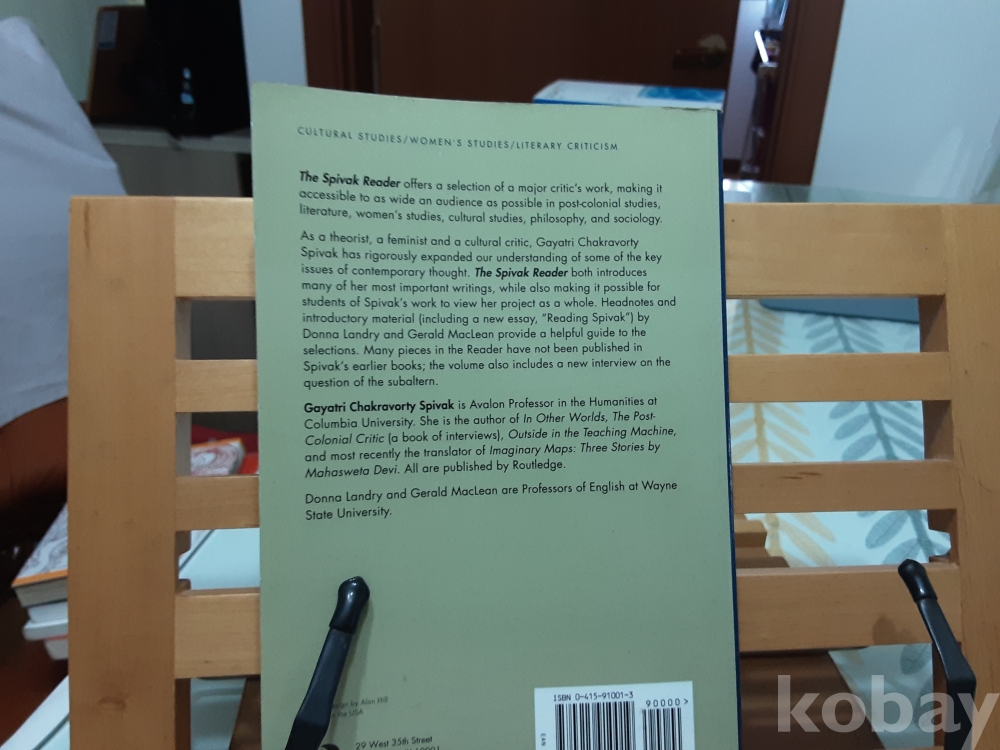 CULTURAL STUDIES/WOMEN'S STUDIES/LITERARY CRITICISM
The Spivak Reader offers a selection of a major critic's work, making it
accessible to as wide an audience as possible in post-colonial studies,
literature, women's studies, cultural studies, philosophy, and sociology.
As a theorist, a feminist and a cultural critic, Gayatri Chakravorty
Spivak has rigorously expanded our understanding of some of the key
issues of contemporary thought. The Spivak Reader both introduces
many of her most important writings, while also making it possible for
students of Spivak's work to view her project as a whole. Headnotes and
introductory material (including a new essay, "Reading Spivak") by
Donna Landry and Gerald MacLean provide a helpful guide to the
selections. Many pieces in the Reader have not been published in
Spivak's earlier books; the volume also includes a new interview on the
question of the subaltern.
Gayatri Chakravorty Spivak is Avalon Professor in the Humanities at
Columbia University. She is the author of In Other Worlds, The Post-
Colonial Critic (a book of interviews), Outside in the Teaching Machine,
and most recently the translator of Imaginary Maps: Three Stories by
Mahasweta Devi. All are published by Routledge.
Donna Landry and Gerald MacLean are Professors of English at Wayne
State University.
by Alan Hill
the USA
29 West 35th Street
ISBN 0-415-91001-3
90000>
EAN
kobay